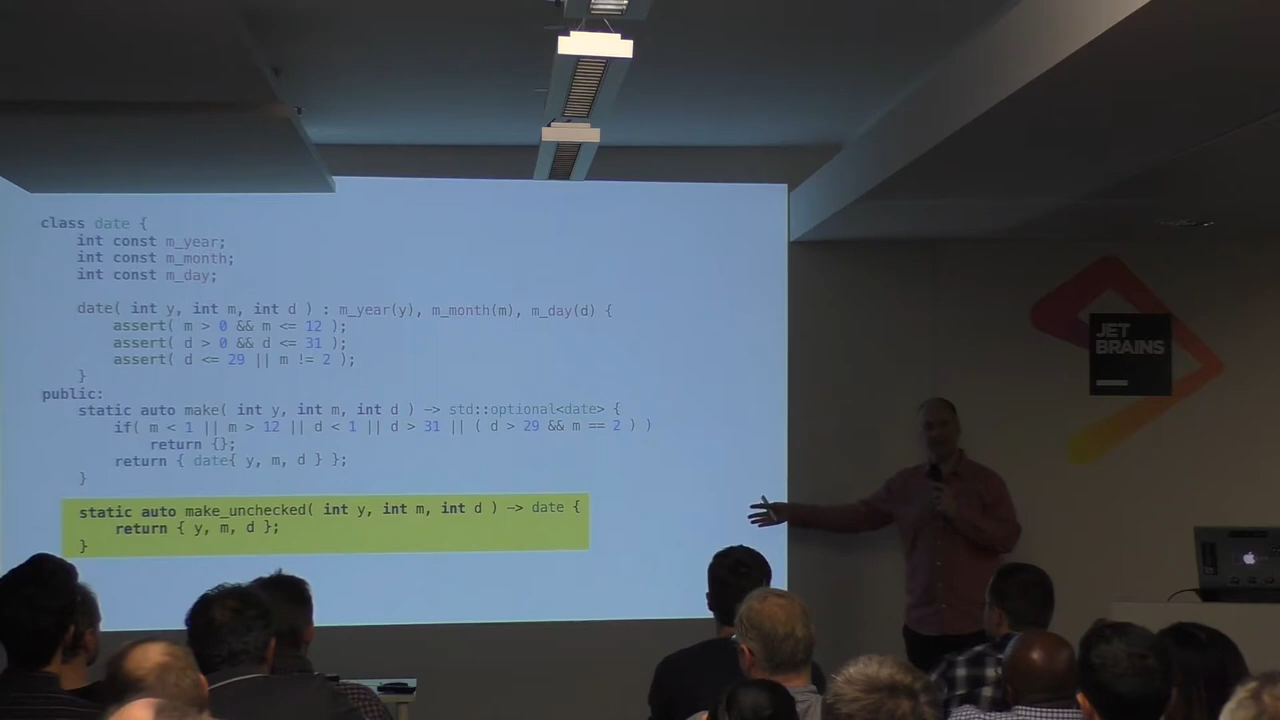 class date {
    int const m_year;
    int const m_month;
    int const m_day;
    date( int y, int m, int d ) : m_year(y), m_month(m), m_day(d) {
        assert( m > 0 && m <= 12 );
        assert( d > 0 && d <= 31 );
        assert( d <= 29 || m != 2 );
    }
public:
    static auto make( int y, int m, int d ) -> std::optional<date> {
        if( m < 1 || m > 12 || d < 1 || d > 31 || ( d > 29 && m == 2 ) )
            return {};
        return { date{ y, m, d } };
    }
    static auto make_unchecked( int y, int m, int d ) -> date {
        return { y, m, d };
    }
JET
BRAINS